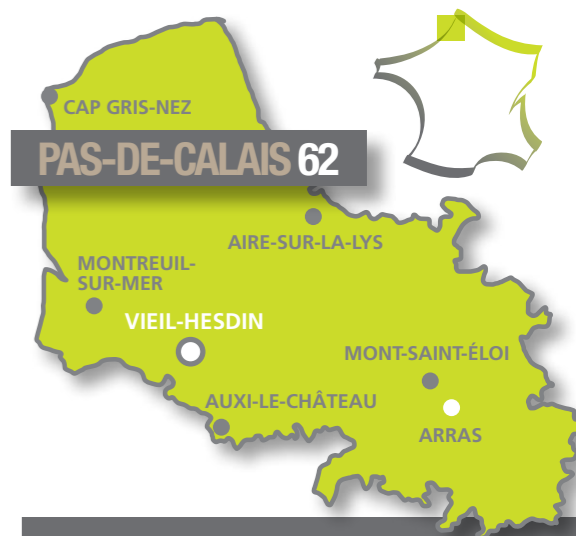 CAP GRIS-NEZ
PAS-DE-CALAIS 62
AIRE-SUR-LA-LYS
MONTREUIL-
SUR-MER
VIEIL-HESDIN
MONT-SAINT-ÉLOI
AUXI-LE-CHÂTEAU
ARRAS